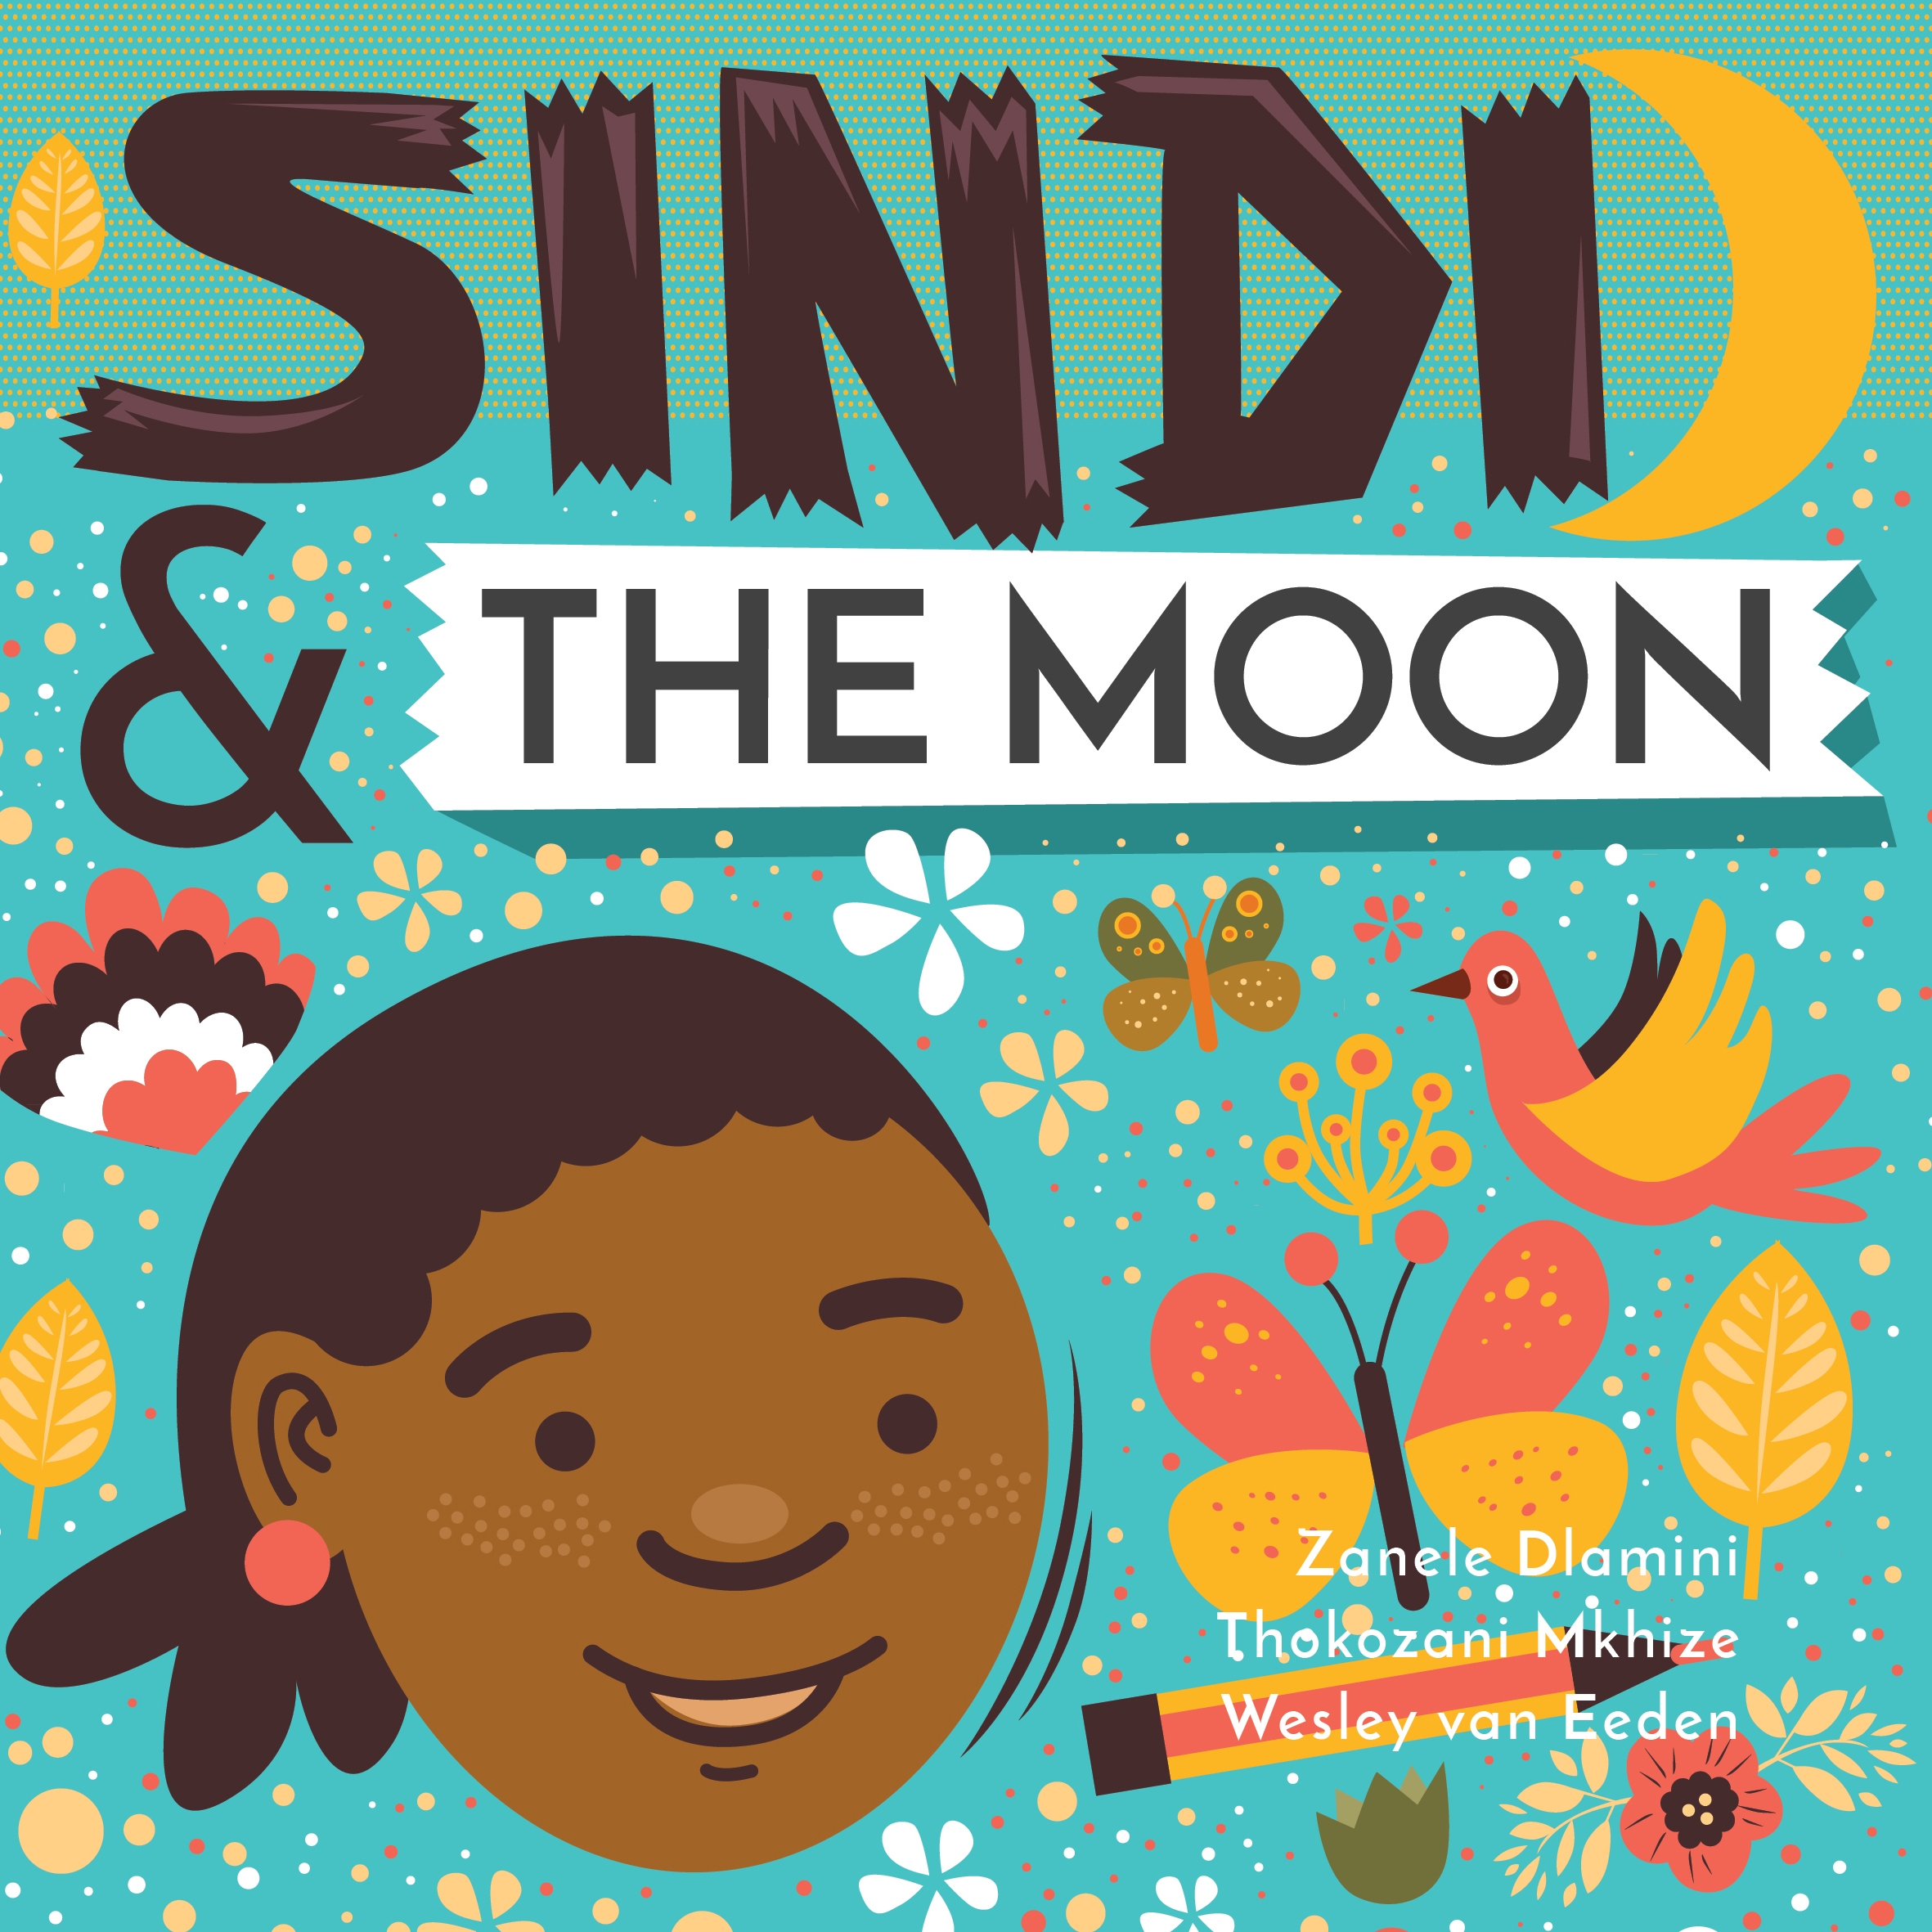 SINDI
& THE MOON
Zanele Dlamini
Thokozani Mkhize
Wesley van Eeden